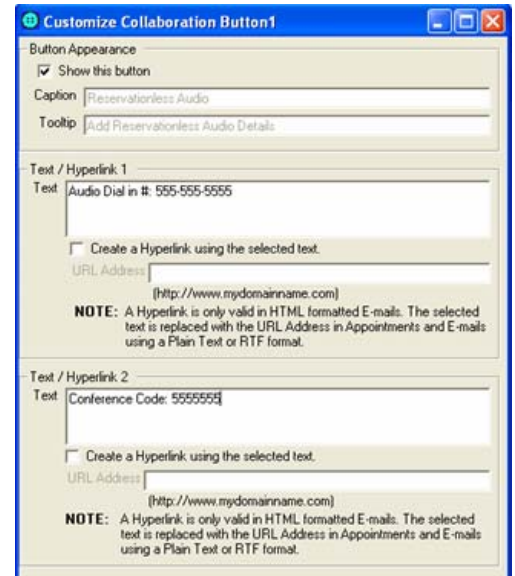 Customize Collaboration Button1
Button Appearance
Show this button
Caption Reservationless Audio
Tooltip Add Reservationless Audio Details
Text / Hyperlink 1
Text Audio Dial in #: 555-555-5555
Create a Hyperlink using the selected text.
URL Address
(http://www.mydomainname.com)
NOTE: A Hyperlink is only valid in HTML formatted E-mails. The selected
text is replaced with the URL Address in Appointments and E-mails
using a Plain Text or RTF format.
Text / Hyperlink 2
Text Conference Code: 5555555
Create a Hyperlink using the selected text.
URL Address
(http://www.mydomainname.com)
NOTE: A Hyperlink is only valid in HTML formatted E-mails. The selected
text is replaced with the URL Address in Appointments and E-mails
using a Plain Text or RTF format.